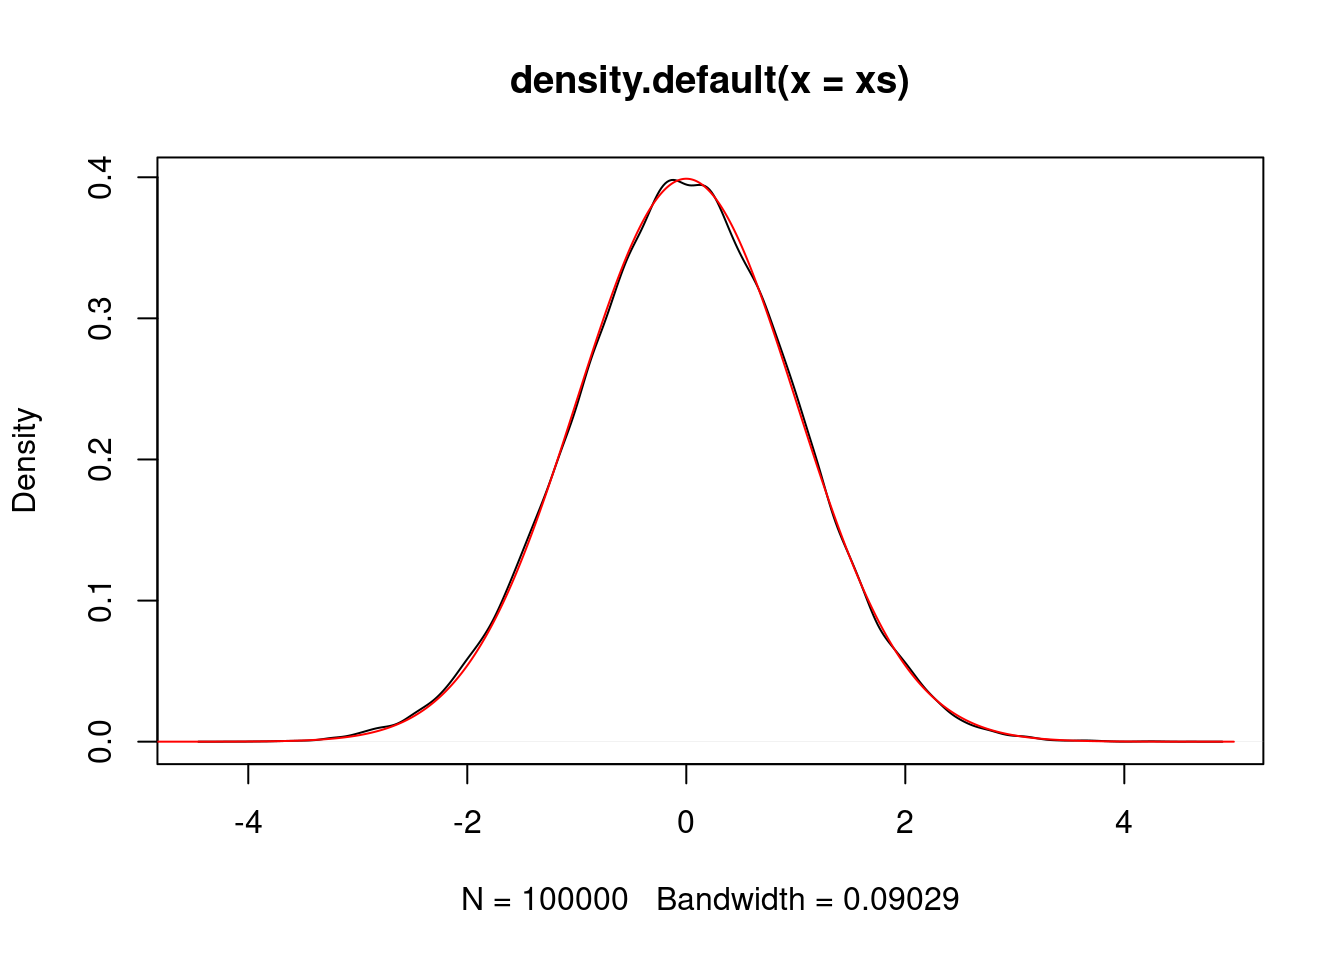 density.default(x = xs)
Density
0.4
0.3
0.2
0.1
0.0
-4 -2 0 2 4
N = 100000 Bandwidth = 0.09029